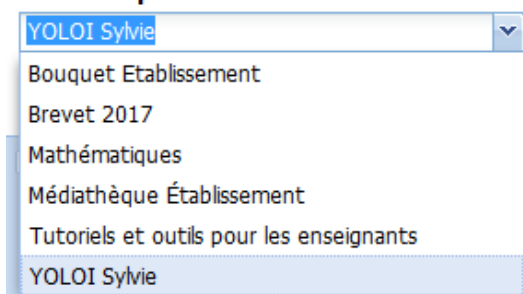 YOLOI Sylvie
Bouquet Etablissement
Brevet 2017
Mathématiques
Médiathèque Établissement
Tutoriels et outils pour les enseignants
YOLOI Sylvie